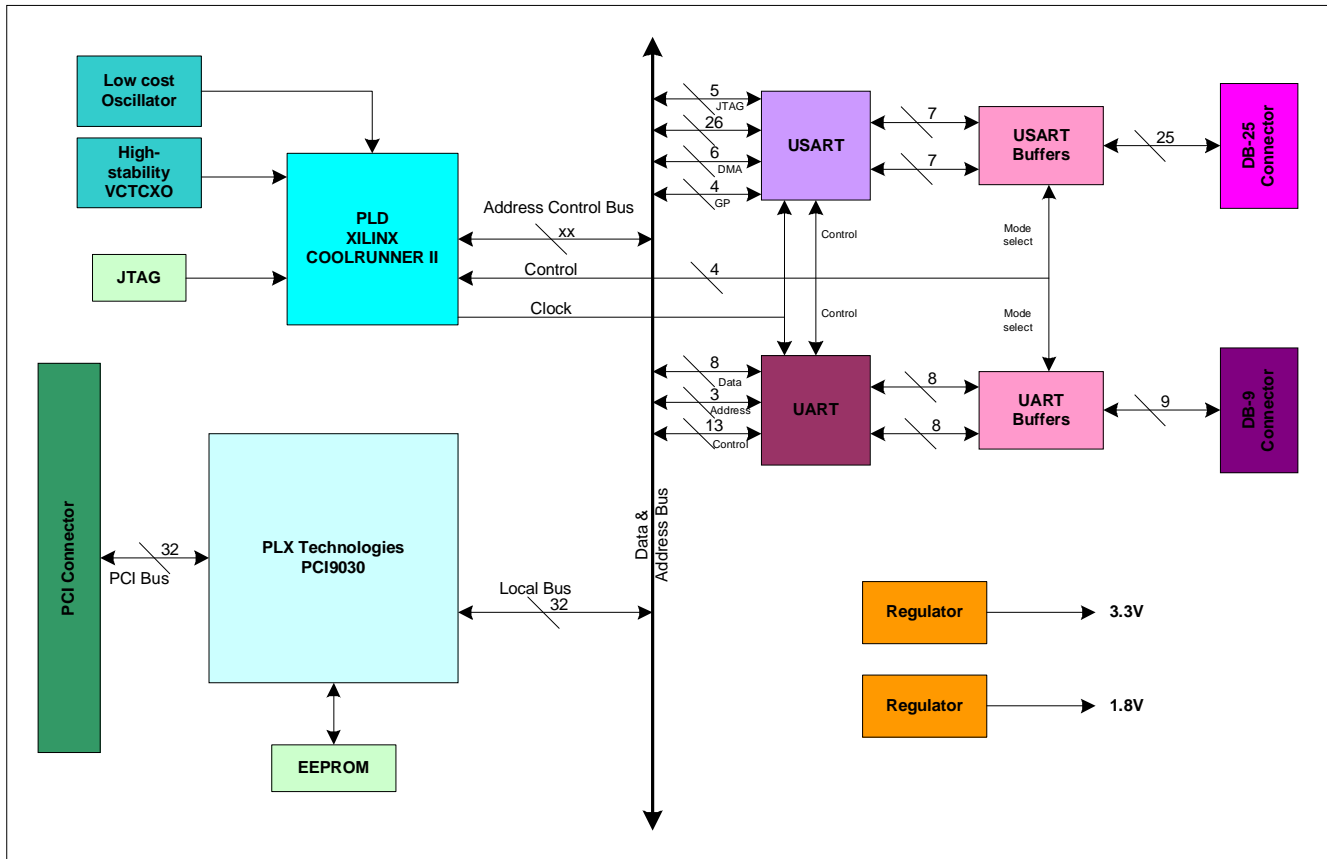 Low cost
Oscillator
High-
stability
VCTCXO
JTAG
PLD
XILINX
COOLRUNNER II
Address Control Bus
xx
Control
4
Clock
5
JTAG
26
6
DMA
4
GP
USART
7
7
USART
Buffers
25
DB-25
Connector
Control
Mode
select
Control
Mode
select
8
Data
3
Address
13
Control
UART
8
8
UART
Buffers
9
DB-9
Connector
PCI Connector
32
PCI Bus
PLX Technologies
PCI9030
Local Bus
32
EEPROM
Data &
Address Bus
Regulator
3.3V
Regulator
1.8V